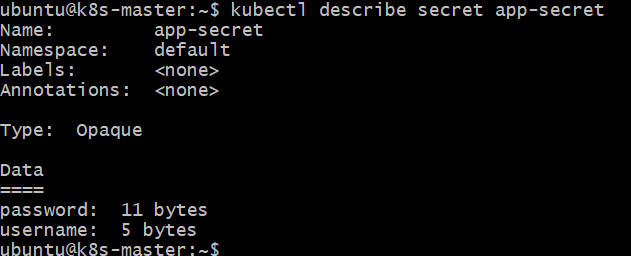 ubuntu@k8s-master:~$ kubectl describe secret app-secret
Name:         app-secret
Namespace:    default
Labels:       <none>
Annotations:  <none>

Type:  Opaque

Data
====
password:  11 bytes
username:  5 bytes
ubuntu@k8s-master:~$